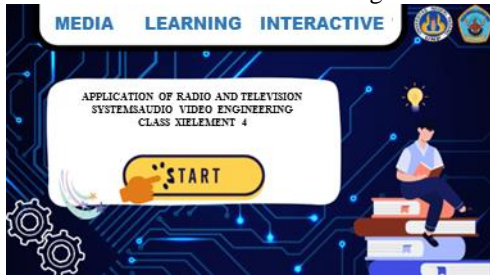 MEDIA LEARNING INTERACTIVE
APPLICATION OF RADIO AND TELEVISION
SYSTEMSAUDIO VIDEO ENGINEERING
CLASS XIELEMENT 4
START